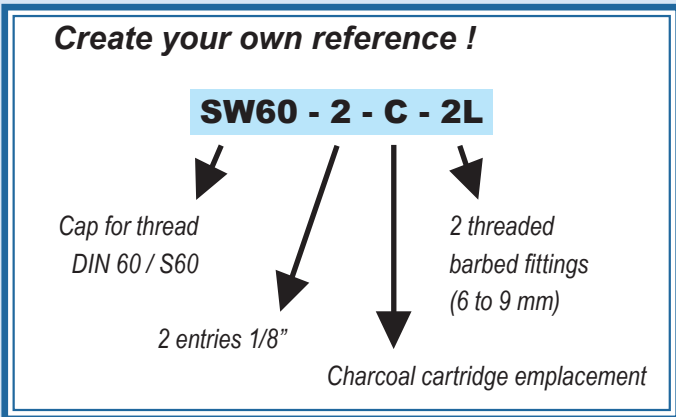 Create your own reference !
SW60 - 2 - C - 2L
Cap for thread
DIN 60 / S60
2 threaded
barbed fittings
(6 to 9 mm)
2 entries 1/8”
Charcoal cartridge emplacement